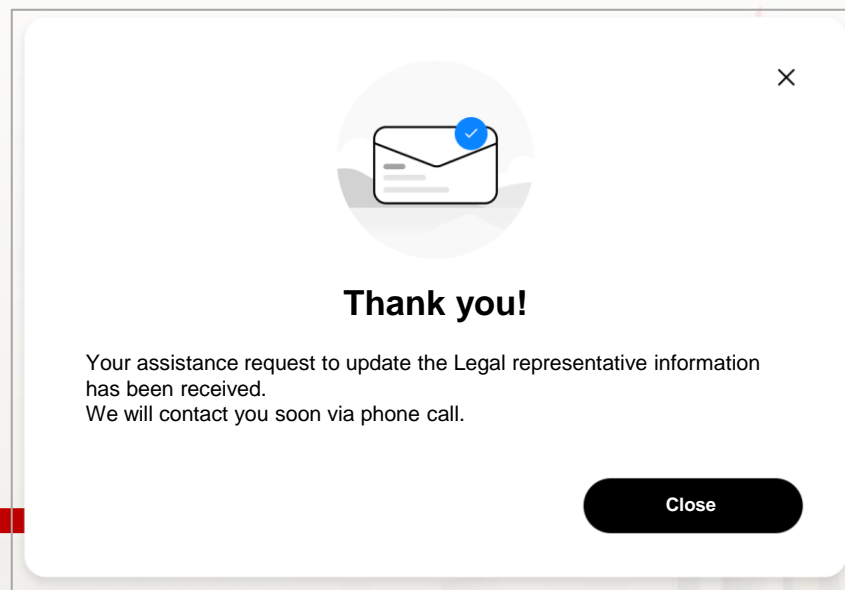 Thank you!
Your assistance request to update the Legal representative information
has been received.
We will contact you soon via phone call.
Close